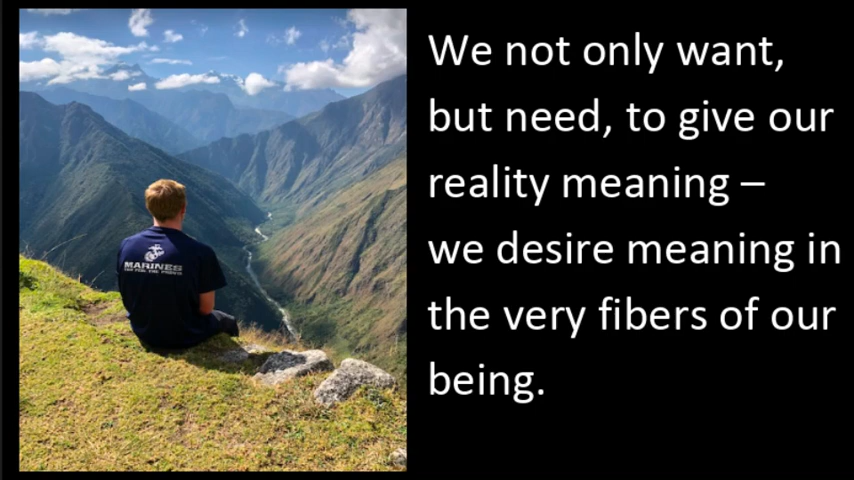 We not only want,
but need, to give our
reality meaning –
we desire meaning in
the very fibers of our
being.
MARINES